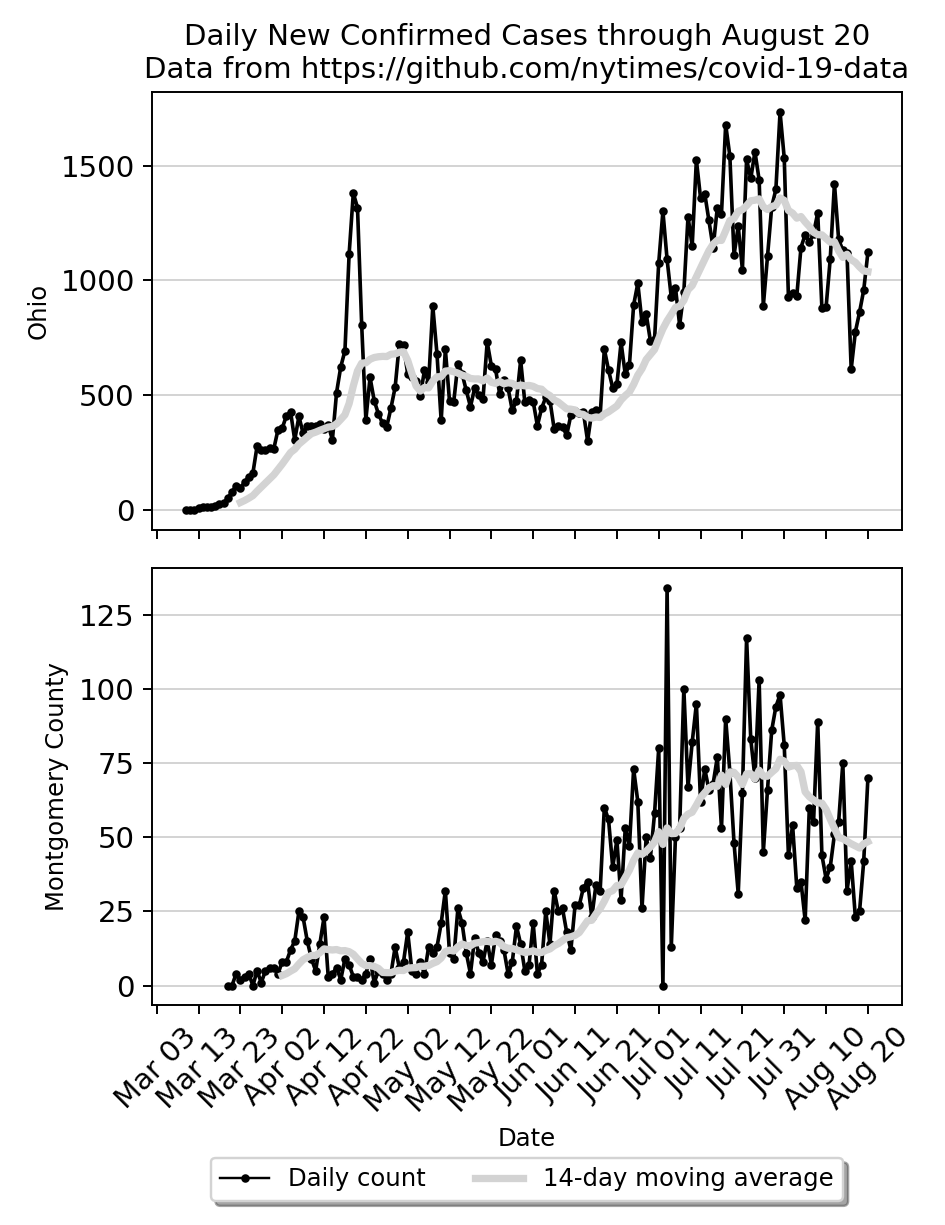 Daily New Confirmed Cases through August 20
Data from https://github.com/nytimes/covid-19-data
1500
1000
500
0
Ohio
125
100
75
50
25
0
Montgomery County
Mar 03
Mar 13
Mar 23
Apr 02
Apr 12
Apr 22
May 02
May 12
May 22
Jun 01
Jun 11
Jun 21
Jul 01
Jul 11
Jul 21
Jul 31
Aug 10
Aug 20
Date
Daily count
14-day moving average